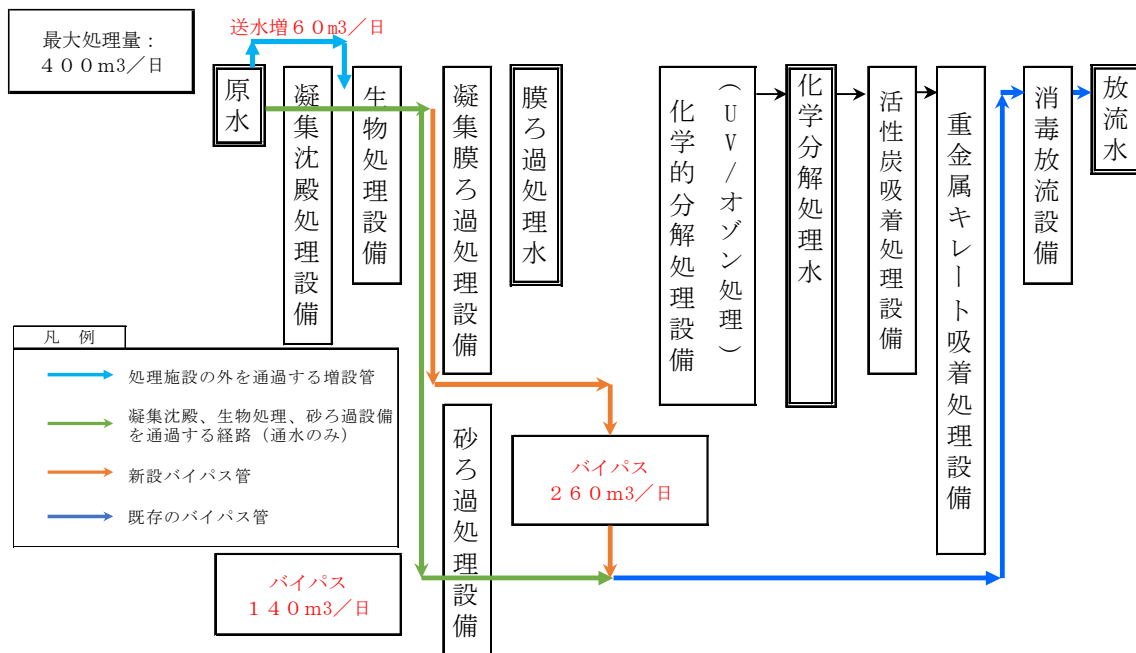 最大処理量：
４００m3／日
送水増６０m3／日
原水
凝集沈殿処理設備
生物処理設備
凝集膜ろ過処理設備
膜ろ過処理水
化学的分解処理設備
（ＵＶ/オゾン処理）
化学分解処理水
活性炭吸着処理設備
重金属キレート吸着処理設備
消毒放流設備
放流水
凡　例
処理施設の外を通過する増設管
凝集沈殿、生物処理、砂ろ過設備
を通過する経路（通水のみ）
新設バイパス管
既存のバイパス管
砂ろ過処理設備
バイパス
２６０m3／日
バイパス
１４０m3／日